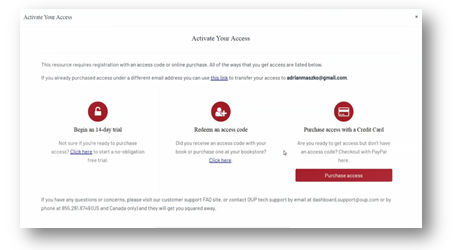 Activate Your Access
×
Activate Your Access
This resource requires registration with an access code or online purchase. All of the ways that you get access are listed below.
If you already purchased access under a different email address you can use this link to transfer your access to adrianmaszko@gmail.com.
Begin an 14-day trial
Not sure if you're ready to purchase
access? Click here to start a no-obligation
free trial.
Redeem an access code
Did you receive an access code with your
book or purchase one at your bookstore?
Click here.
Purchase access with a Credit Card
Are you ready to get access but don't have
an access code? Checkout with PayPal
here.
Purchase access
If you have any questions or concerns, please visit our customer support FAQ site, or contact OUP tech support by email at dashboard.support@oup.com or by
phone at 855.281.8749 (US and Canada only) and they will get you squared away.